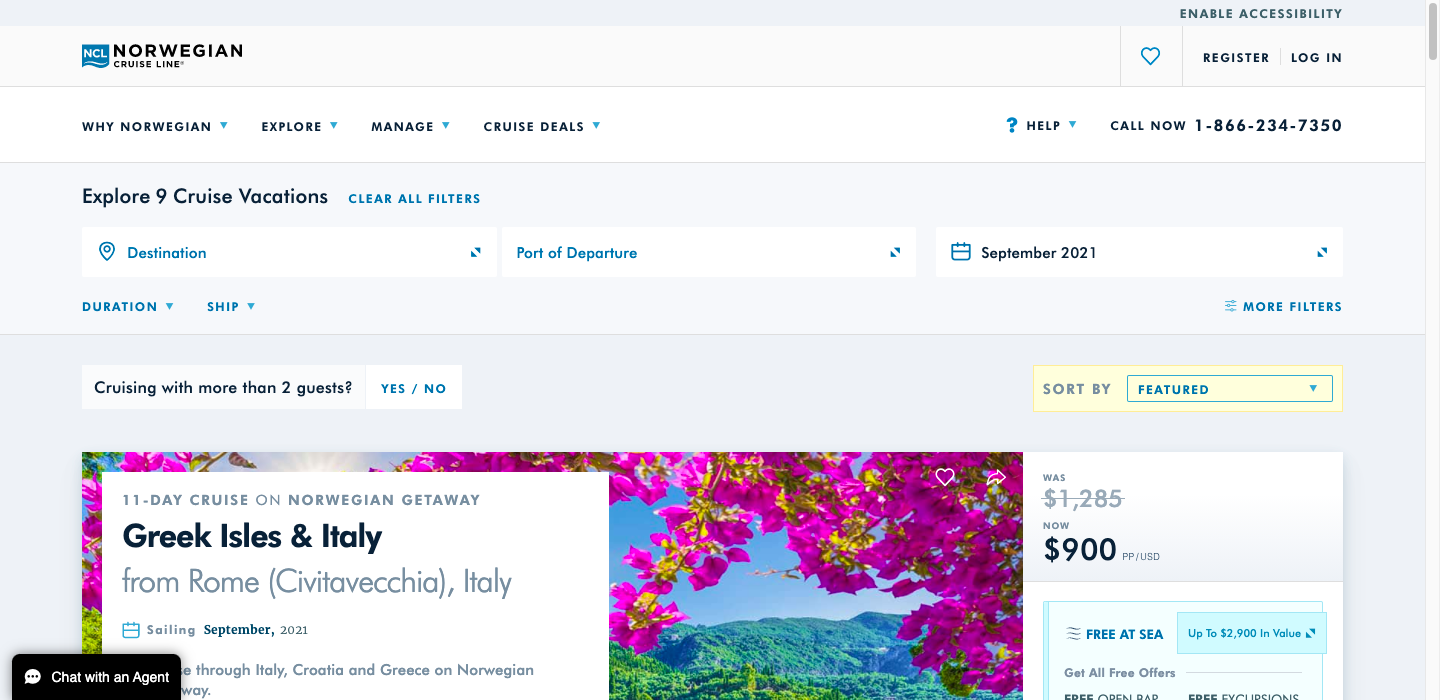 ENABLE ACCESSIBILITY
NCL NORWEGIAN
CRUISE LINE®
REGISTER LOG IN
WHY NORWEGIAN EXPLORE MANAGE CRUISE DEALS ? HELP CALL NOW 1-866-234-7350
Explore 9 Cruise Vacations CLEAR ALL FILTERS
Destination Port of Departure September 2021
DURATION SHIP MORE FILTERS
Cruising with more than 2 guests? YES / NO SORT BY FEATURED
11-DAY CRUISE ON NORWEGIAN GETAWAY
Greek Isles & Italy
from Rome (Civitavecchia), Italy
Sailing September, 2021
se through Italy, Croatia and Greece on Norwegian
way.
WAS
$1,285
NOW
$900 PP/USD
FREE AT SEA Up To $2,900 In Value
Get All Free Offers
FREE OPEN BAR FREE EXCURSIONS
Chat with an Agent